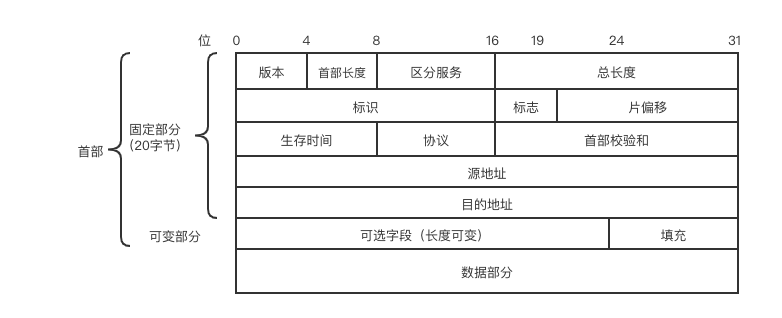 位 0 4 8 16 19 24 31
版本 首部长度 区分服务 总长度
标识 标志 片偏移
固定部分
(20字节)
生存时间 协议 首部校验和
首部
源地址
目的地址
可变部分 可选字段（长度可变） 填充
数据部分